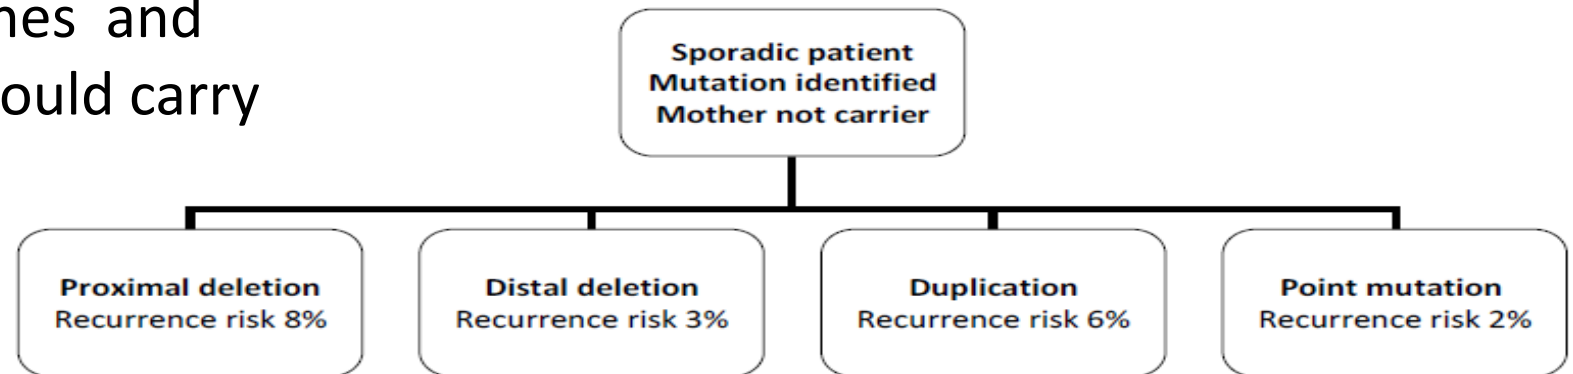 nes and
ould carry
Sporadic patient
Mutation identified
Mother not carrier
Proximal deletion
Recurrence risk 8%
Distal deletion
Recurrence risk 3%
Duplication
Recurrence risk 6%
Point mutation
Recurrence risk 2%